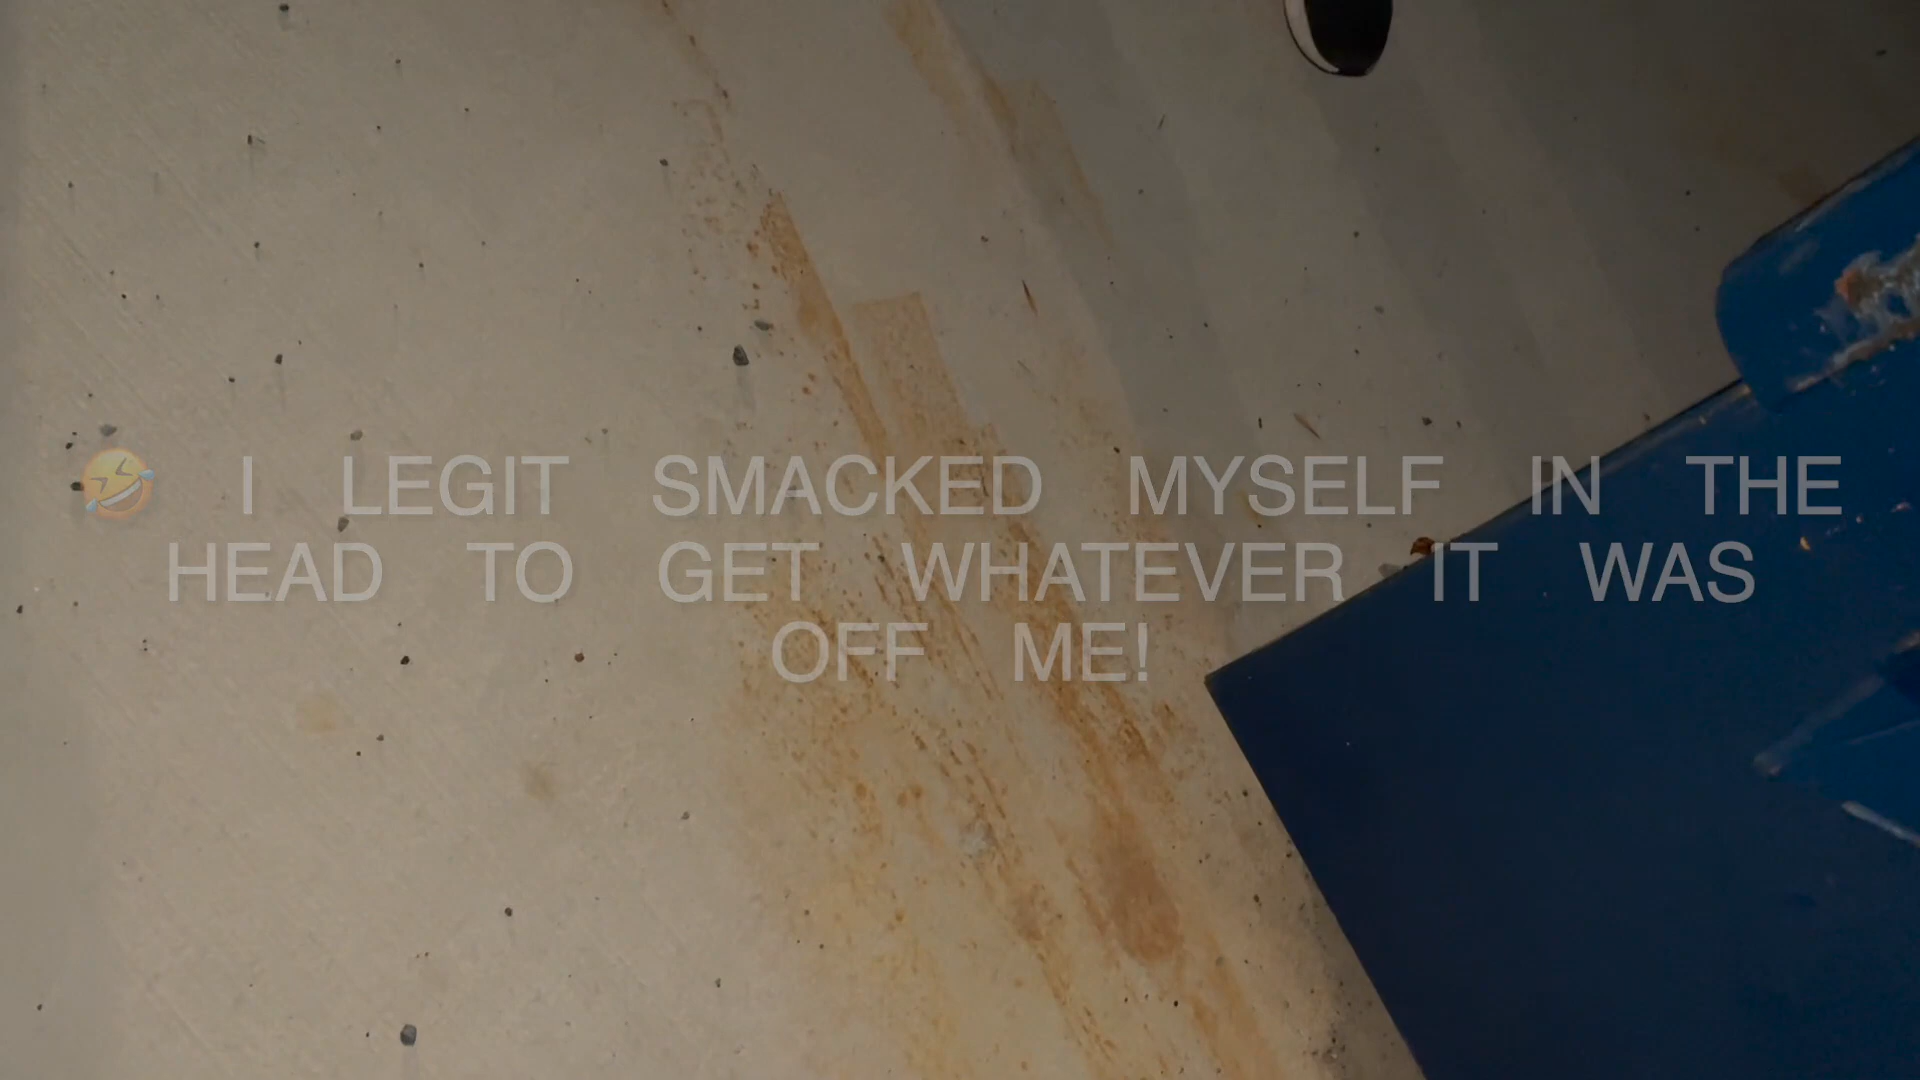 🤣 I LEGIT SMACKED MYSELF IN THE
HEAD TO GET WHATEVER IT WAS
OFF ME!